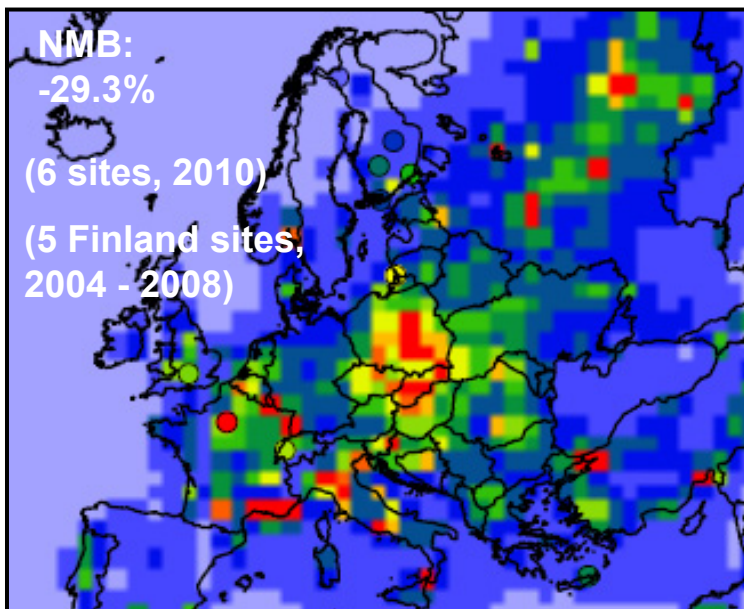 NMB:
-29.3%
(6 sites, 2010)
(5 Finland sites,
2004 - 2008)